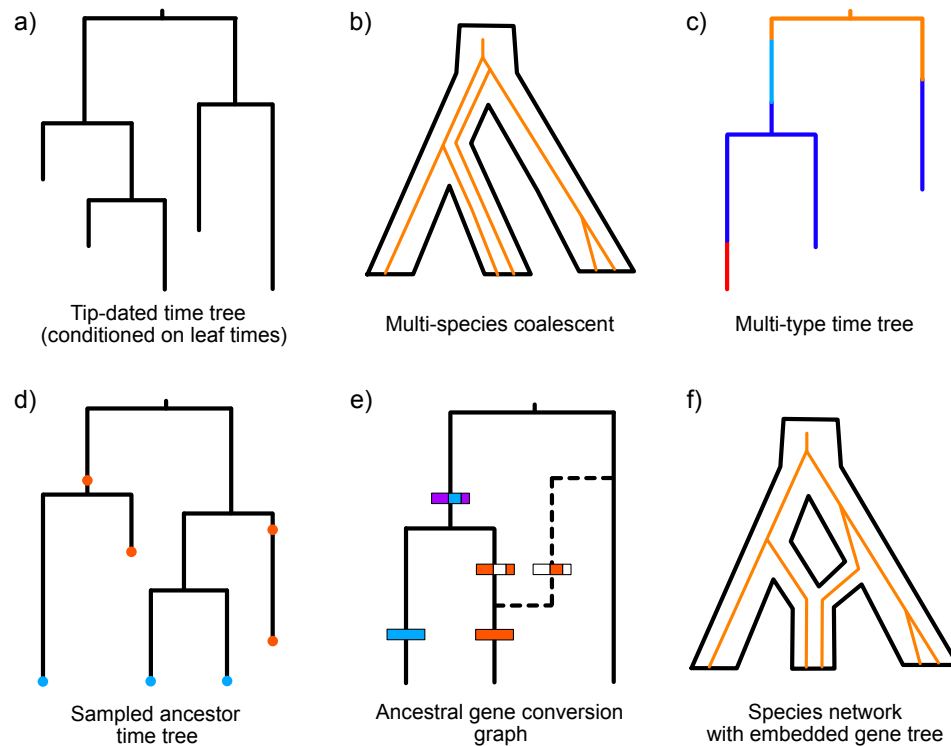 a)
b)
c)
Tip-dated time tree
(conditioned on leaf times)
Multi-species coalescent
Multi-type time tree
d)
e)
f)
Sampled ancestor
time tree
Ancestral gene conversion
graph
Species network
with embedded gene tree